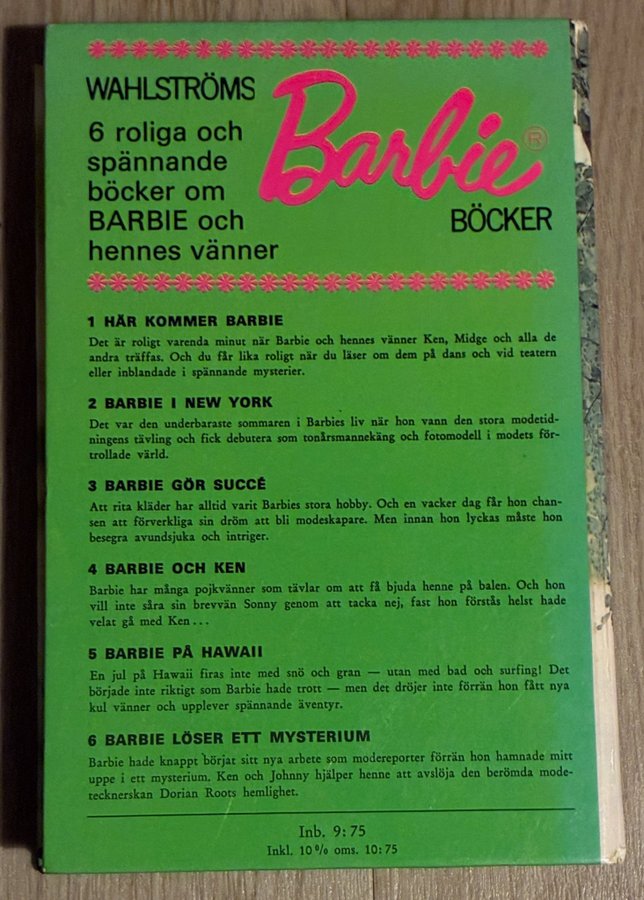 WAHLSTRÖMS
Barbie®
6 roliga och
spännande
böcker om
BARBIE och
hennes vänner
BÖCKER
1 HÄR KOMMER BARBIE
Det är roligt varenda minut när Barbie och hennes vänner Ken, Midge och alla de
andra träffas. Och du får lika roligt när du läser om dem på dans och vid teatern
eller inblandade i spännande mysterier.
2 BARBIE I NEW YORK
Det var den underbaraste sommaren i Barbies liv när hon vann den stora modetid-
ningens tävling och fick debutera som tonårsmannekäng och fotomodell i modets för-
trollade värld.
3 BARBIE GÖR SUCCÉ
Att rita kläder har alltid varit Barbies stora hobby. Och en vacker dag får hon chan-
sen att förverkliga sin dröm att bli modeskapare. Men innan hon lyckas måste hon
besegra avundsjuka och intriger.
4 BARBIE OCH KEN
Barbie har många pojkvänner som tävlar om att få bjuda henne på balen. Och hon
vill inte såra sin brevvän Sonny genom att tacka nej, fast hon förstås helst hade
velat gå med Ken...
5 BARBIE PÅ HAWAII
En jul på Hawaii firas inte med snö och gran — utan med bad och surfing! Det
började inte riktigt som Barbie hade trott — men det dröjer inte förrän hon fått nya
kul vänner och upplever spännande äventyr.
6 BARBIE LÖSER ETT MYSTERIUM
Barbie hade knappt börjat sitt nya arbete som modereporter förrän hon hamnade mitt
uppe i ett mysterium. Ken och Johnny hjälper henne att avslöja den berömda mode-
tecknerskan Dorian Roots hemlighet.
Inb. 9:75
Inkl. 10% oms. 10:75